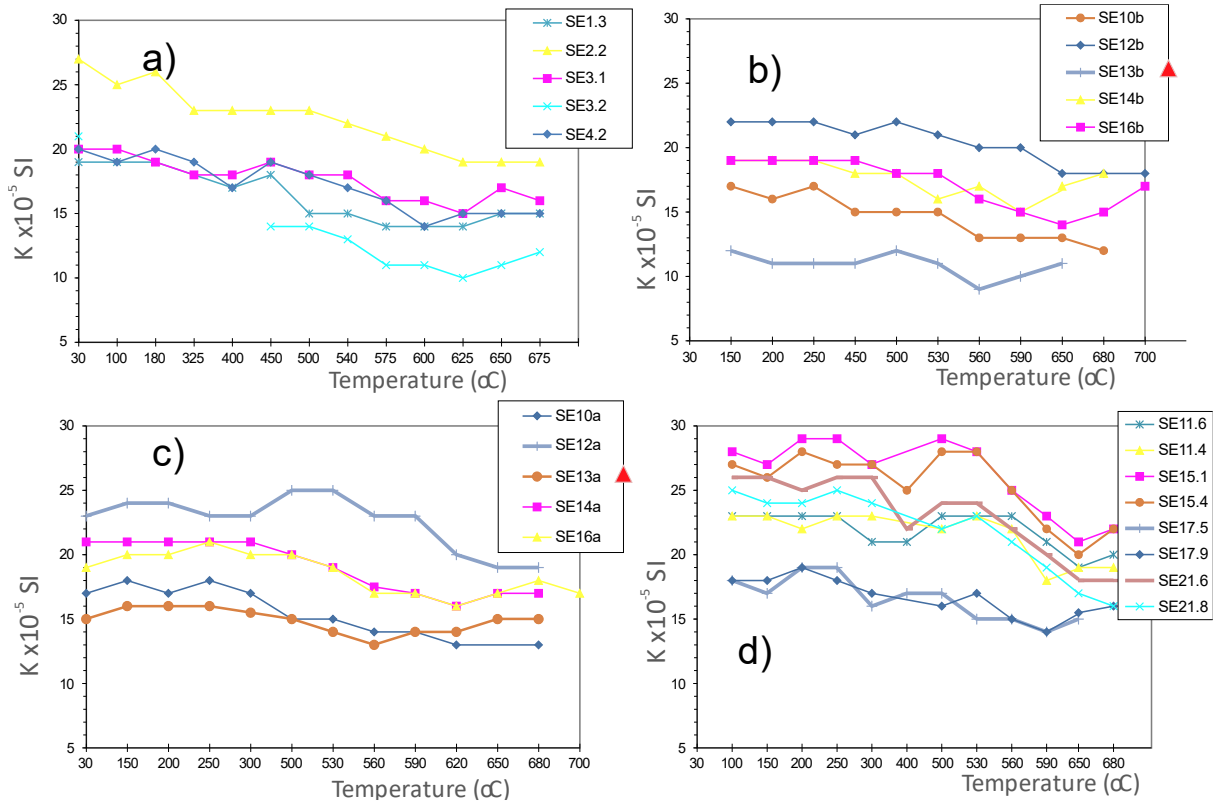 a)
30
25
20
15
10
5
K x10⁻⁵ SI
30 100 180 325 400 450 500 540 575 600 625 650 675
Temperature (αC)
SE1.3
SE2.2
SE3.1
SE3.2
SE4.2
b)
30
25
20
15
10
5
K x10⁻⁵ SI
30 150 200 250 450 500 530 560 590 650 680 700
Temperature (αC)
SE10b
SE12b
SE13b
SE14b
SE16b
c)
30
25
20
15
10
5
K x10⁻⁵ SI
30 150 200 250 300 500 530 560 590 620 650 680 700
Temperature (αC)
SE10a
SE12a
SE13a
SE14a
SE16a
d)
30
25
20
15
10
5
K x10⁻⁵ SI
100 150 200 250 300 400 500 530 560 590 650 680
Temperature (αC)
SE11.6
SE11.4
SE15.1
SE15.4
SE17.5
SE17.9
SE21.6
SE21.8